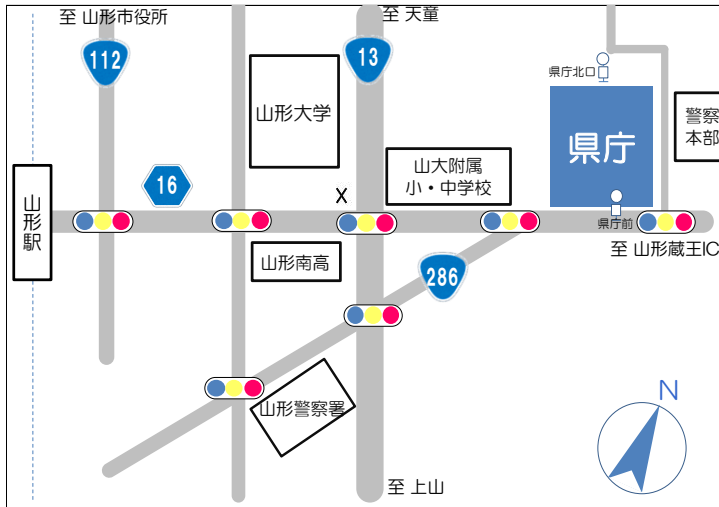 至 山形市役所
至 天童
112
13
県庁北口
山形大学
警察
本部
県庁
山大附属
小・中学校
16
X
山形駅
県庁前
至 山形蔵王IC
山形南高
286
山形警察署
N
至 上山